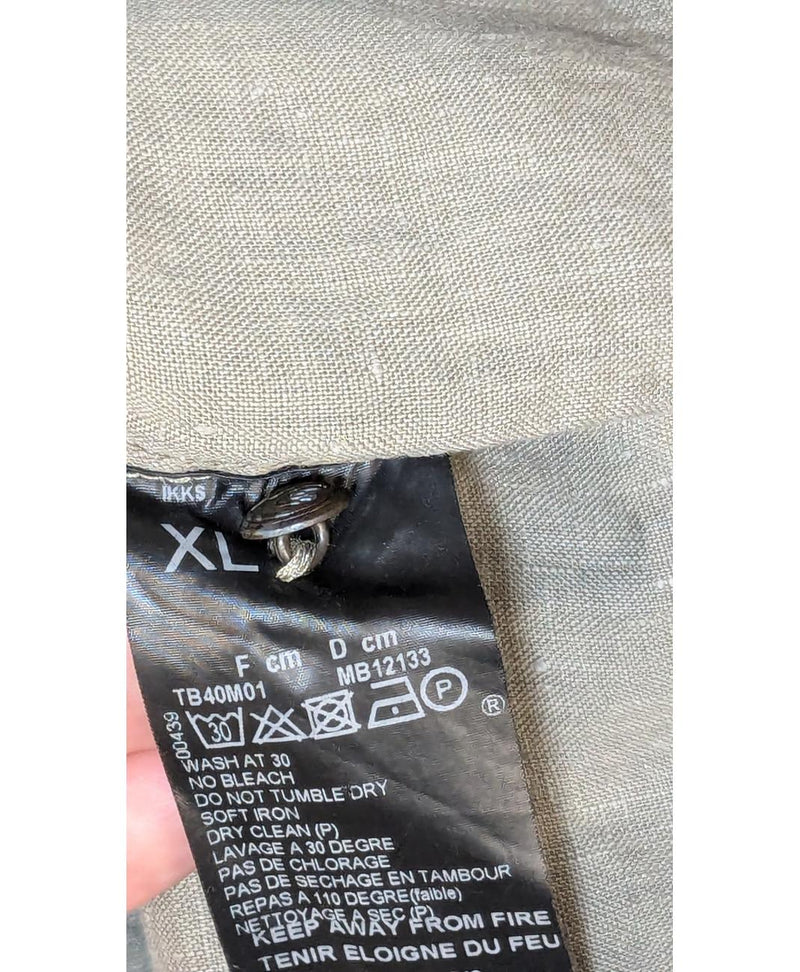 IKKS
XL
F cm D cm
TB40M01 MB12133
00439
30 P ®
WASH AT 30
NO BLEACH
DO NOT TUMBLE DRY
SOFT IRON
DRY CLEAN (P)
LAVAGE A 30 DEGRE
PAS DE CHLORAGE
PAS DE SECHAGE EN TAMBOUR
REPAS A 110 DEGRE(faible)
NETTOYAGE A SEC (P)
KEEP AWAY FROM FIRE
TENIR ELOIGNE DU FEU